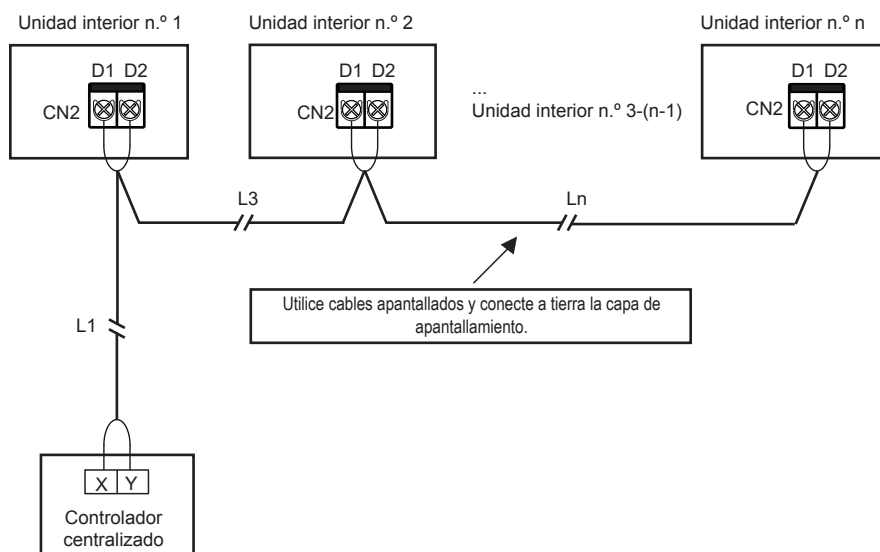 Unidad interior n.º 1
Unidad interior n.º 2
Unidad interior n.º n
D1 D2
D1 D2
D1 D2
CN2
CN2
CN2
...
Unidad interior n.º 3-(n-1)
L3
Ln
Utilice cables apantallados y conecte a tierra la capa de
apantallamiento.
L1
X Y
Controlador
centralizado